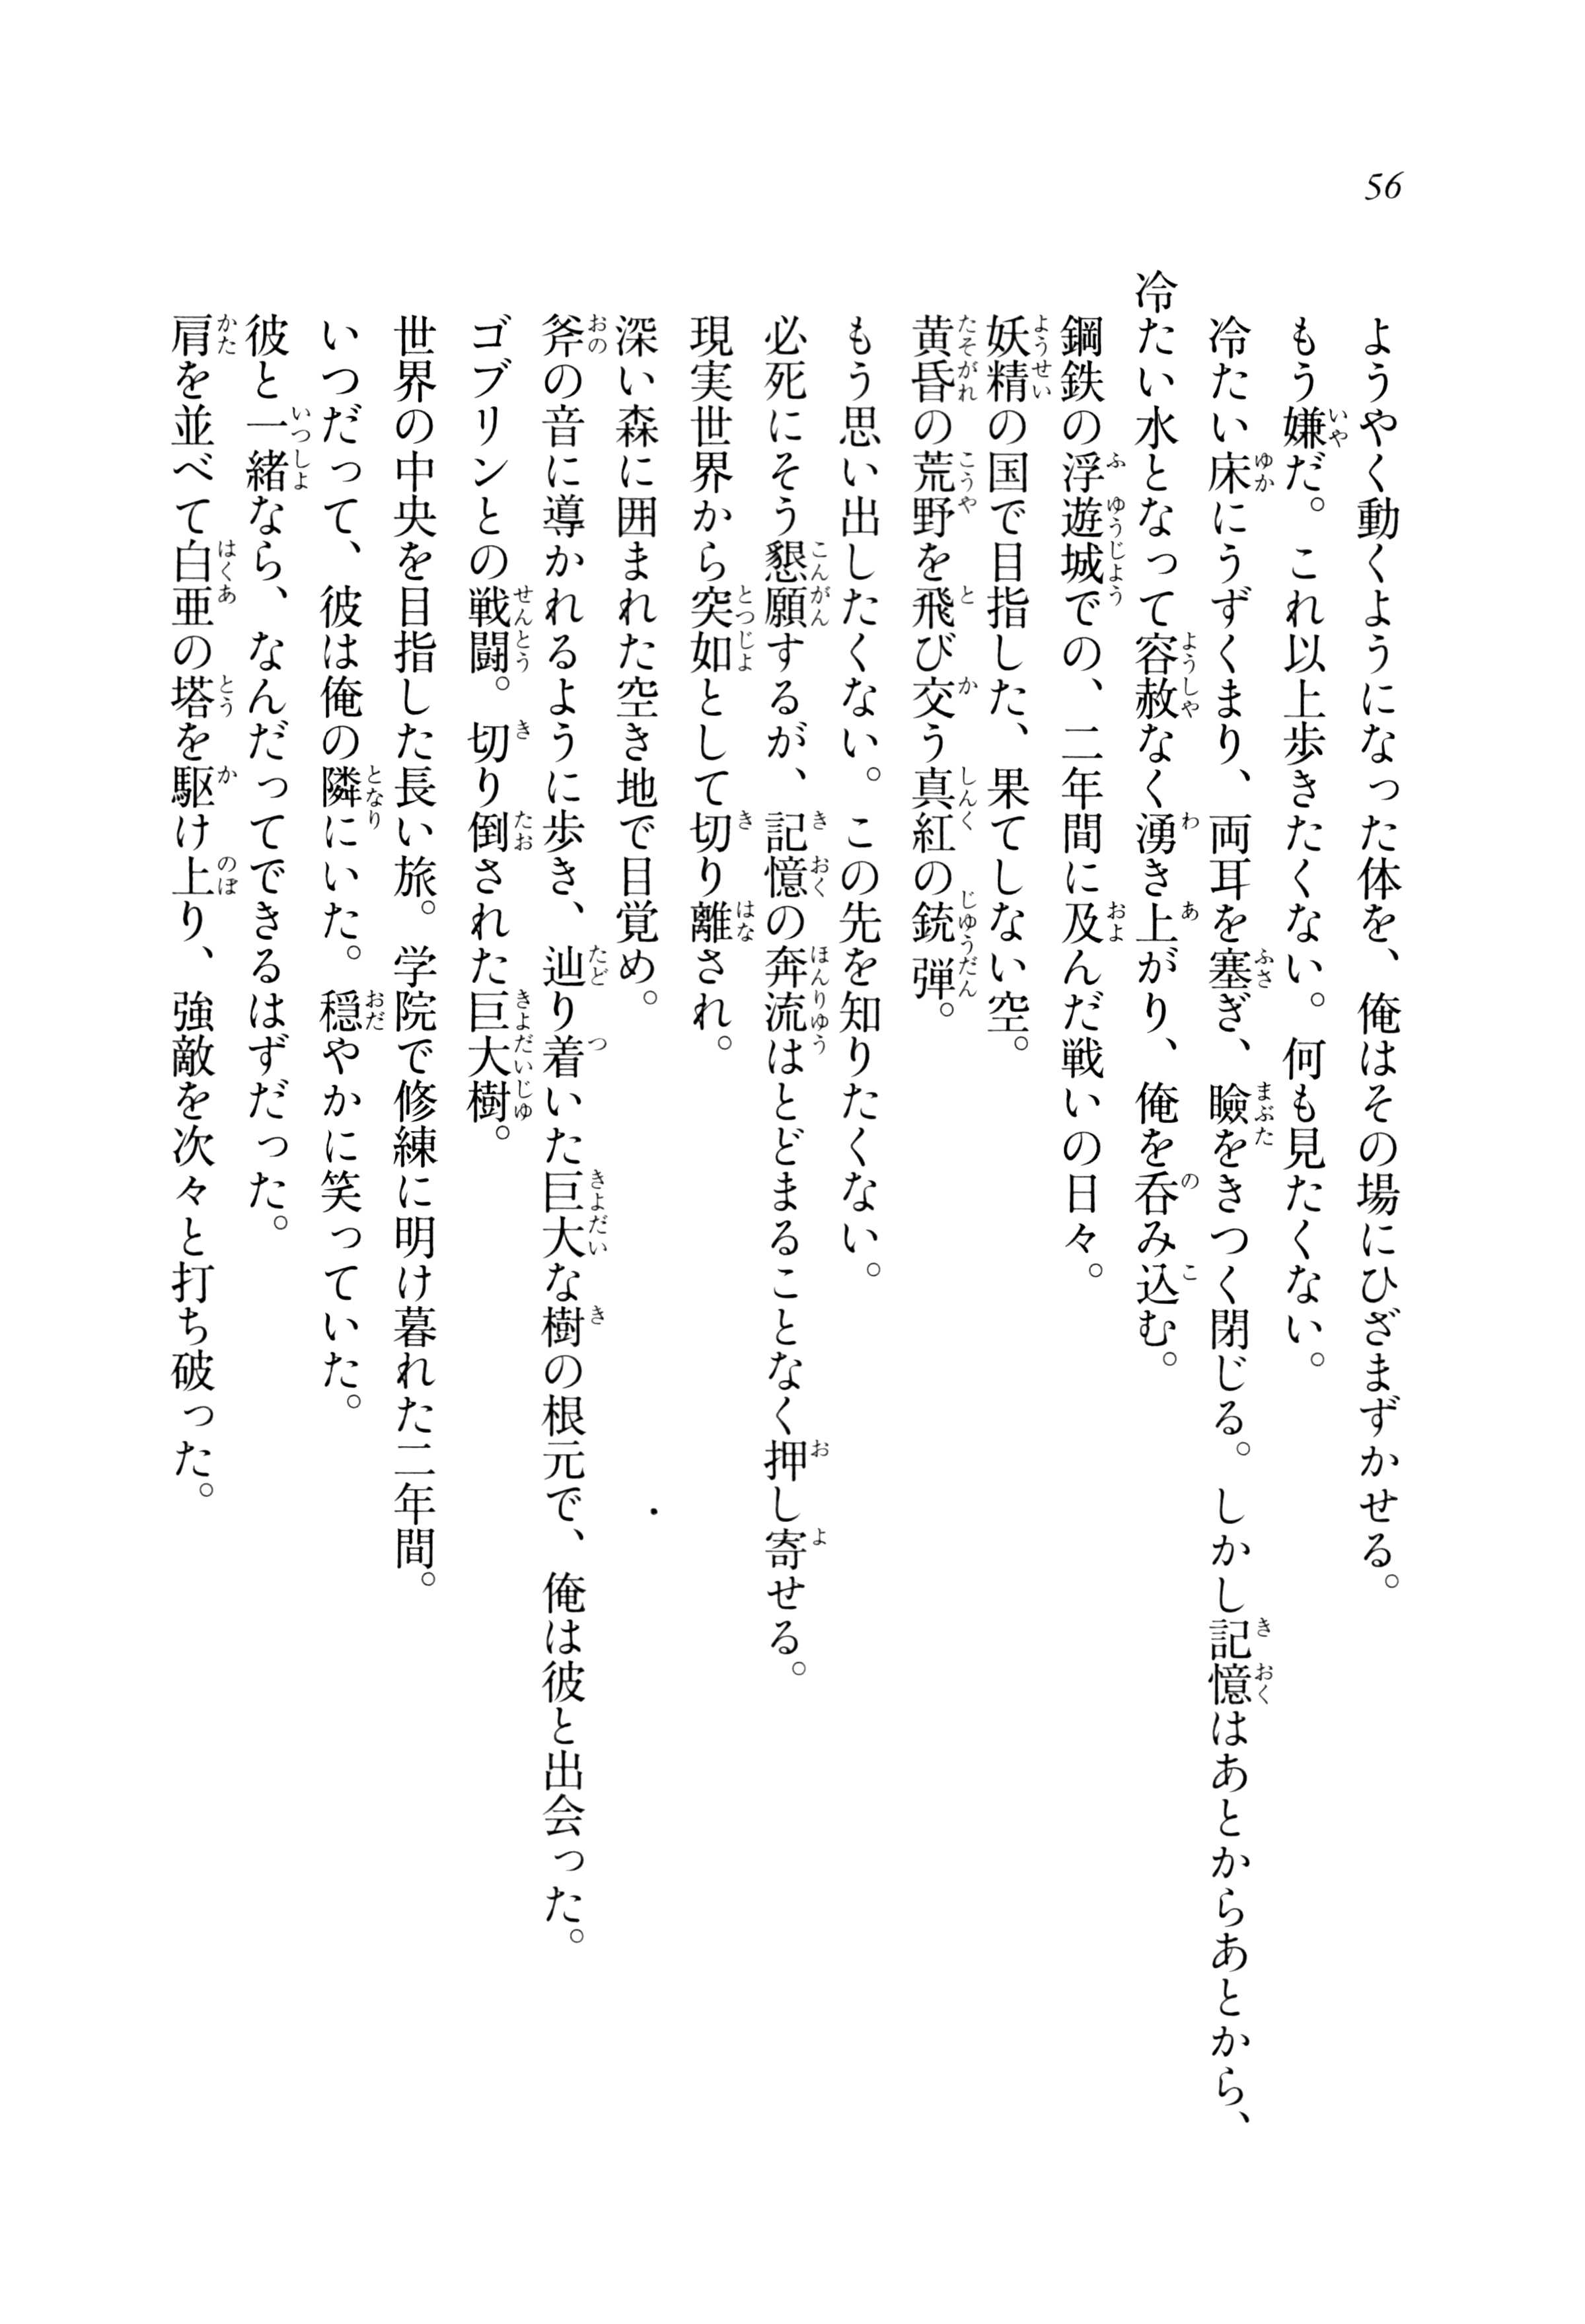 56
ようやく動くようになった体を、俺はその場にひざまずかせる。
もう嫌だ。これ以上歩きたくない。何も見たくない。
冷たい床にうずくまり、両耳を塞ぎ、瞼をきつく閉じる。しかし記憶はあとからあとから、
冷たい水となって容赦なく湧き上がり、俺を呑み込む。
鋼鉄の浮遊城での、二年間に及んだ戦いの日々。
妖精の国で目指した、果てしない空。
黄昏の荒野を飛び交う真紅の銃弾。
もう思い出したくない。この先を知りたくない。
必死にそう懇願するが、記憶の奔流はとどまることなく押し寄せる。
現実世界から突如として切り離され。
深い森に囲まれた空き地で目覚め。
斧の音に導かれるように歩き、辿り着いた巨大な樹の根元で、俺は彼と出会った。
ゴブリンとの戦闘。切り倒された巨大樹。
世界の中央を目指した長い旅。学院で修練に明け暮れた二年間。
いつだって、彼は俺の隣にいた。穏やかに笑っていた。
彼と一緒なら、なんだってできるはずだった。
肩を並べて白亜の塔を駆け上り、強敵を次々と打ち破った。